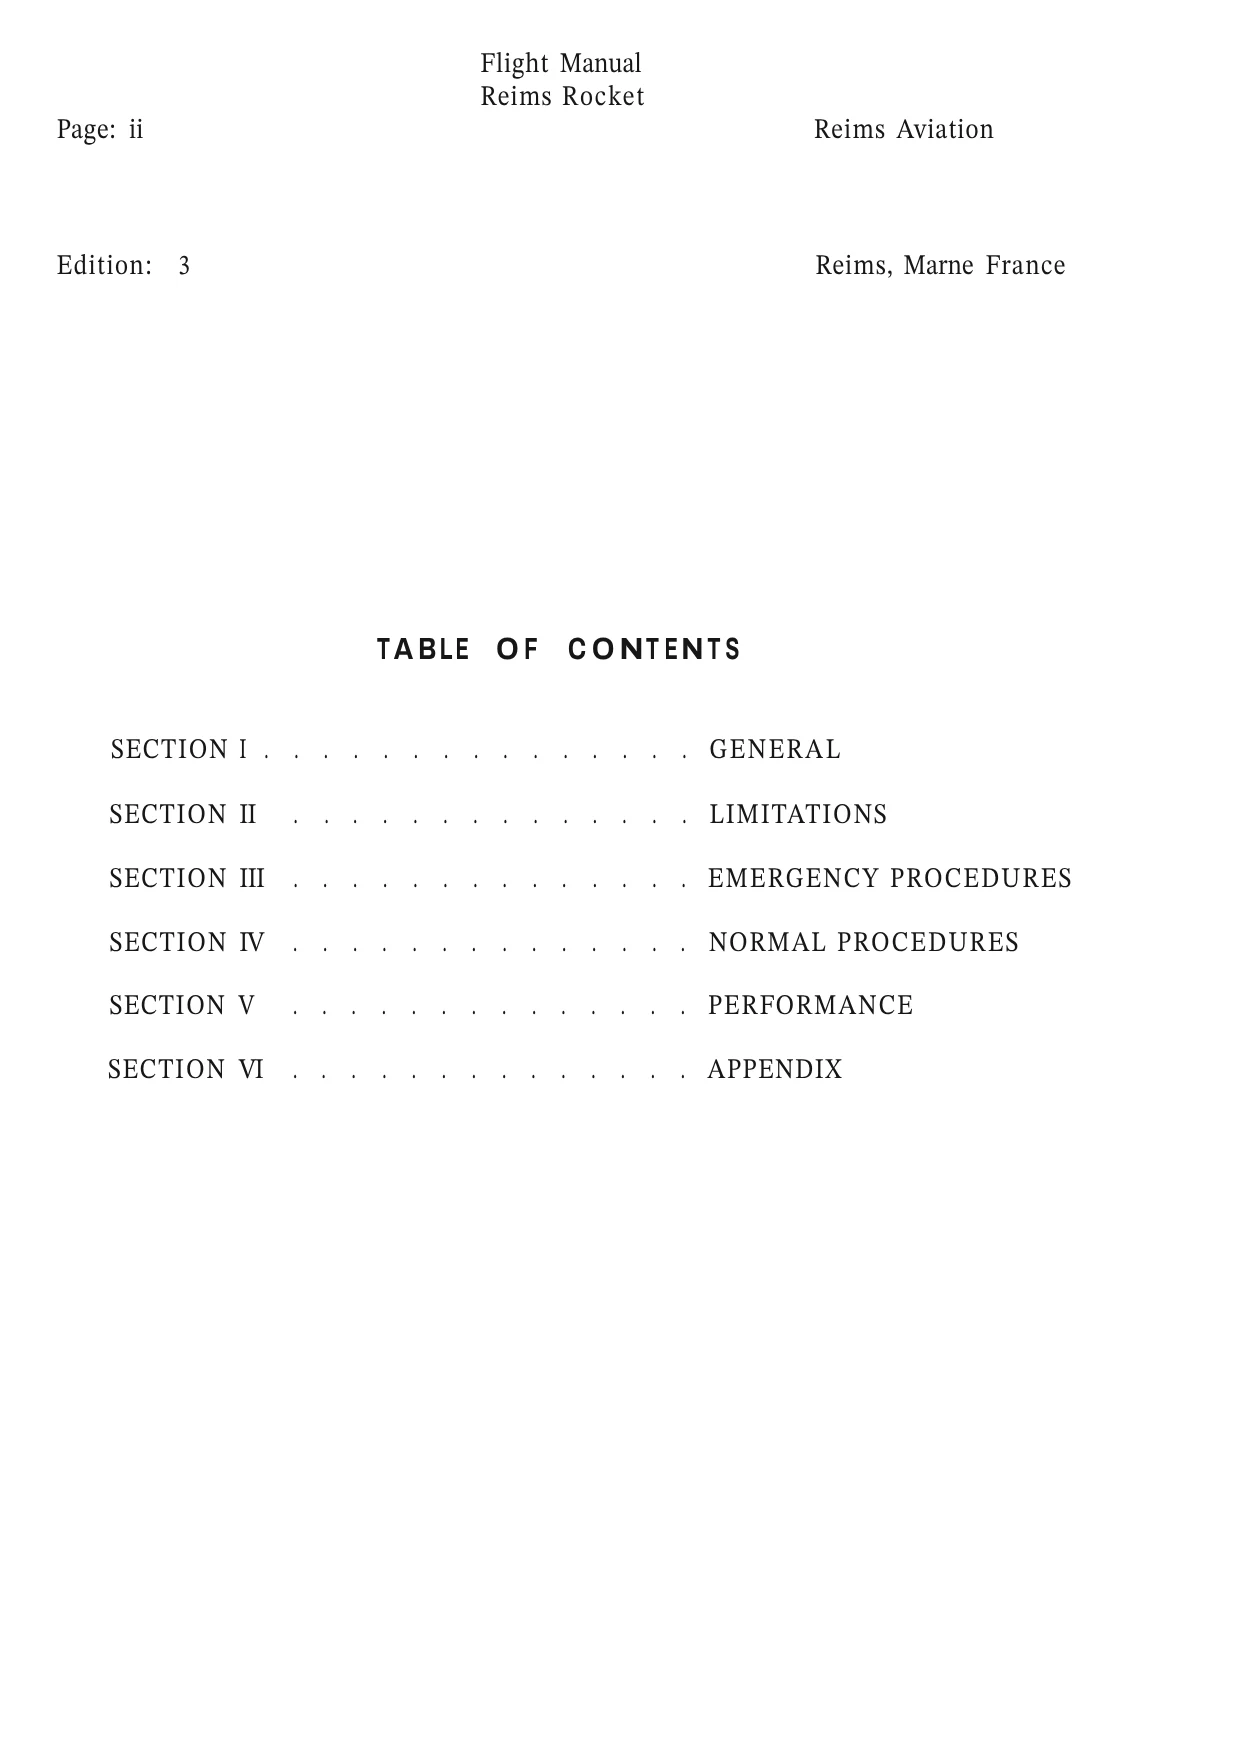 Flight Manual
Reims Rocket
Page: ii Reims Aviation
Edition: 3 Reims, Marne France
TABLE OF CONTENTS
SECTION I . . . . . . . . . . . . . . . GENERAL
SECTION II . . . . . . . . . . . . . . LIMITATIONS
SECTION III . . . . . . . . . . . . . . EMERGENCY PROCEDURES
SECTION IV . . . . . . . . . . . . . . NORMAL PROCEDURES
SECTION V . . . . . . . . . . . . . . PERFORMANCE
SECTION VI . . . . . . . . . . . . . . APPENDIX